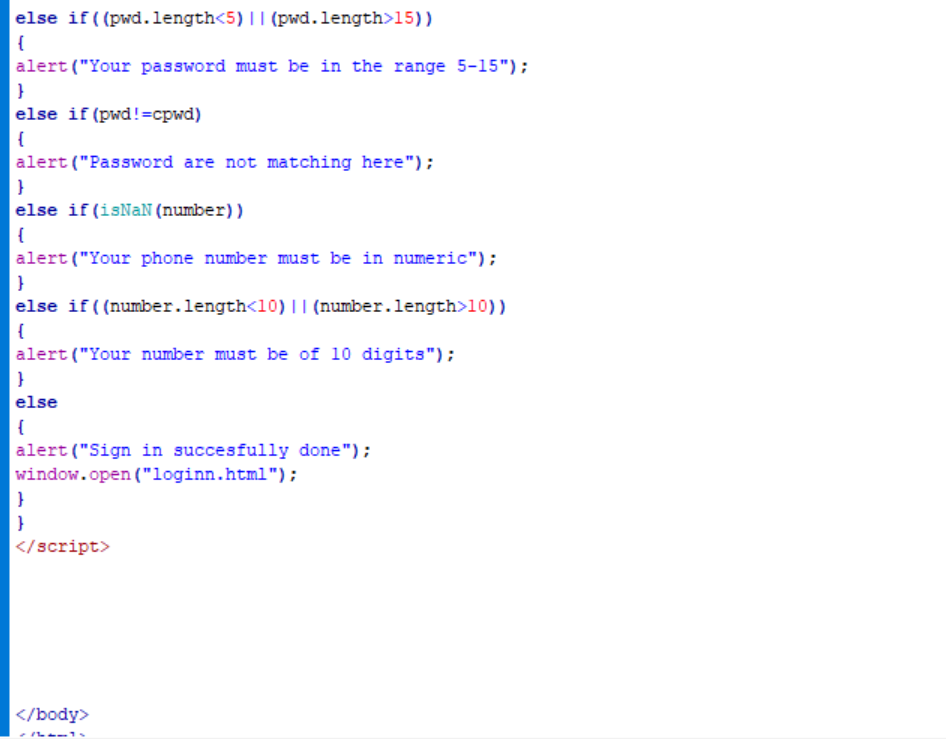 else if((pwd.length<5)||(pwd.length>15))
{
alert("Your password must be in the range 5-15");
}
else if(pwd!=cpwd)
{
alert("Password are not matching here");
}
else if(isNaN(number))
{
alert("Your phone number must be in numeric");
}
else if((number.length<10)||(number.length>10))
{
alert("Your number must be of 10 digits");
}
else
{
alert("Sign in succesfully done");
window.open("loginn.html");
}
}
</script>
</body>
</html>